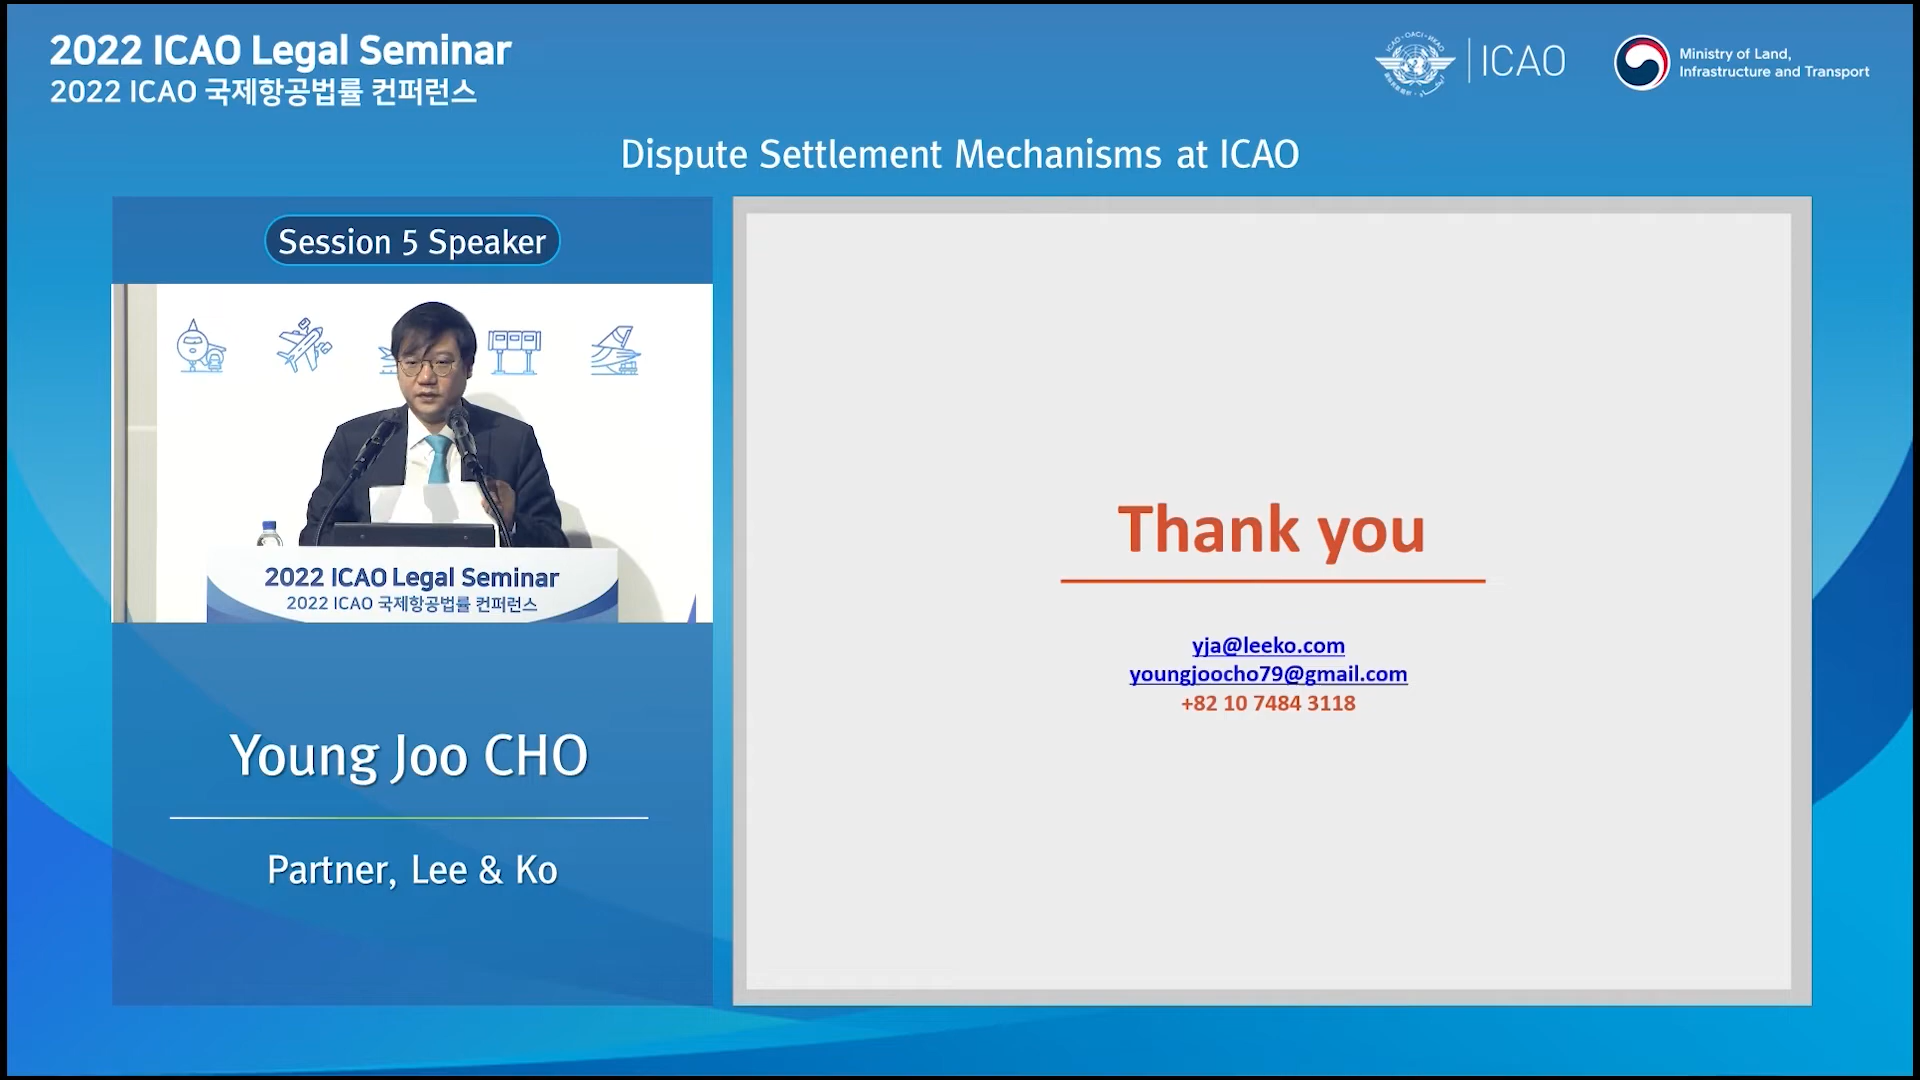 2022 ICAO Legal Seminar
2022 ICAO 국제항공법률 컨퍼런스
ICAO
Ministry of Land,
Infrastructure and Transport
Dispute Settlement Mechanisms at ICAO
Session 5 Speaker
2022 ICAO Legal Seminar
2022 ICAO 국제항공법률 컨퍼런스
Young Joo CHO
Partner, Lee & Ko
Thank you
yja@leeko.com
youngjoocho79@gmail.com
+82 10 7484 3118